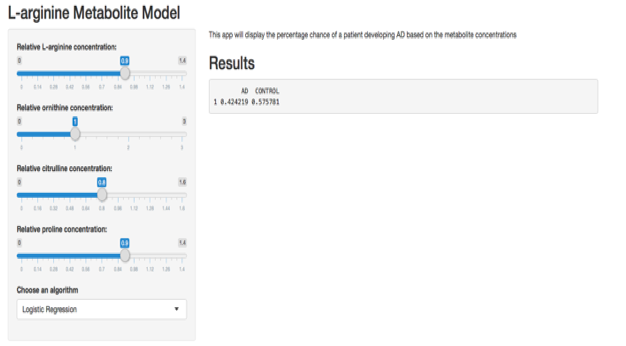 L-arginine Metabolite Model
Relative L-arginine concentration:
0 0.9 1.4
0 0.14 0.28 0.42 0.56 0.7 0.84 0.98 1.12 1.26 1.4
Relative ornithine concentration:
0 1 3
0 1 2 3
Relative citrulline concentration:
0 0.8 1.6
0 0.16 0.32 0.48 0.64 0.8 0.96 1.12 1.28 1.44 1.6
Relative proline concentration:
0 0.9 1.4
0 0.14 0.28 0.42 0.56 0.7 0.84 0.98 1.12 1.26 1.4
Choose an algorithm
Logistic Regression
This app will display the percentage chance of a patient developing AD based on the metabolite concentrations
Results
AD CONTROL
1 0.424219 0.575781